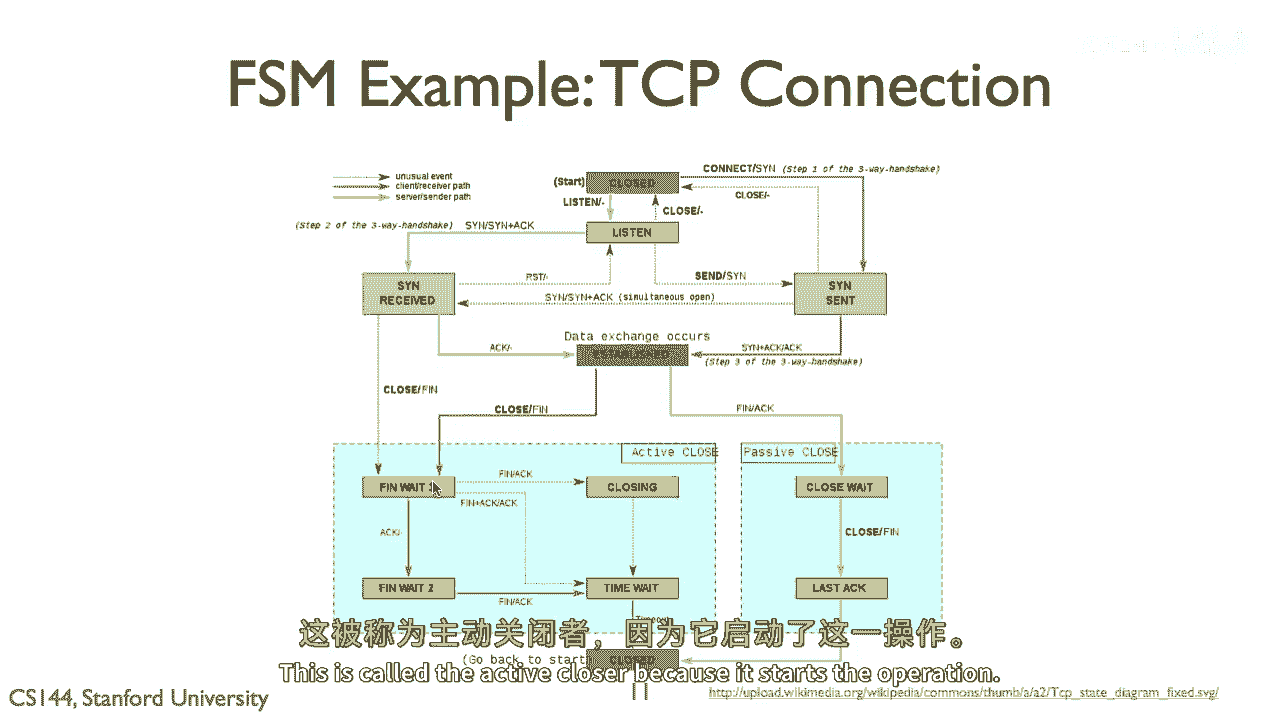 FSM Example: TCP Connection
unusual event
client/receiver path
server/sender path
(Start)
CLOSED
CONNECT/SYN (Step 1 of the 3-way-handshake)
CLOSE/-
LISTEN/-
CLOSE/-
(Step 2 of the 3-way-handshake) SYN/SYN+ACK
LISTEN
SYN
RECEIVED
RST/-
SEND/SYN
SYN
SENT
SYN/SYN+ACK (simultaneous open)
Data exchange occurs
ACK/-
SYN+ACK/ACK
(Step 3 of the 3-way-handshake)
CLOSE/FIN
CLOSE/FIN
FIN/ACK
Active CLOSE
Passive CLOSE
FIN WAIT
FIN/ACK
CLOSING
CLOSE WAIT
FIN+ACK/ACK
ACK/-
CLOSE/FIN
FIN WAIT 2
FIN/ACK
TIME WAIT
LAST ACK
这被称为主动关闭者，因为它启动了这一操作。
(Go back to start)
CLOSED
This is called the active closer because it starts the operation.
CS144, Stanford University
http://upload.wikimedia.org/wikipedia/commons/thumb/a/a2/Tcp_state_diagram_fixed.svg/